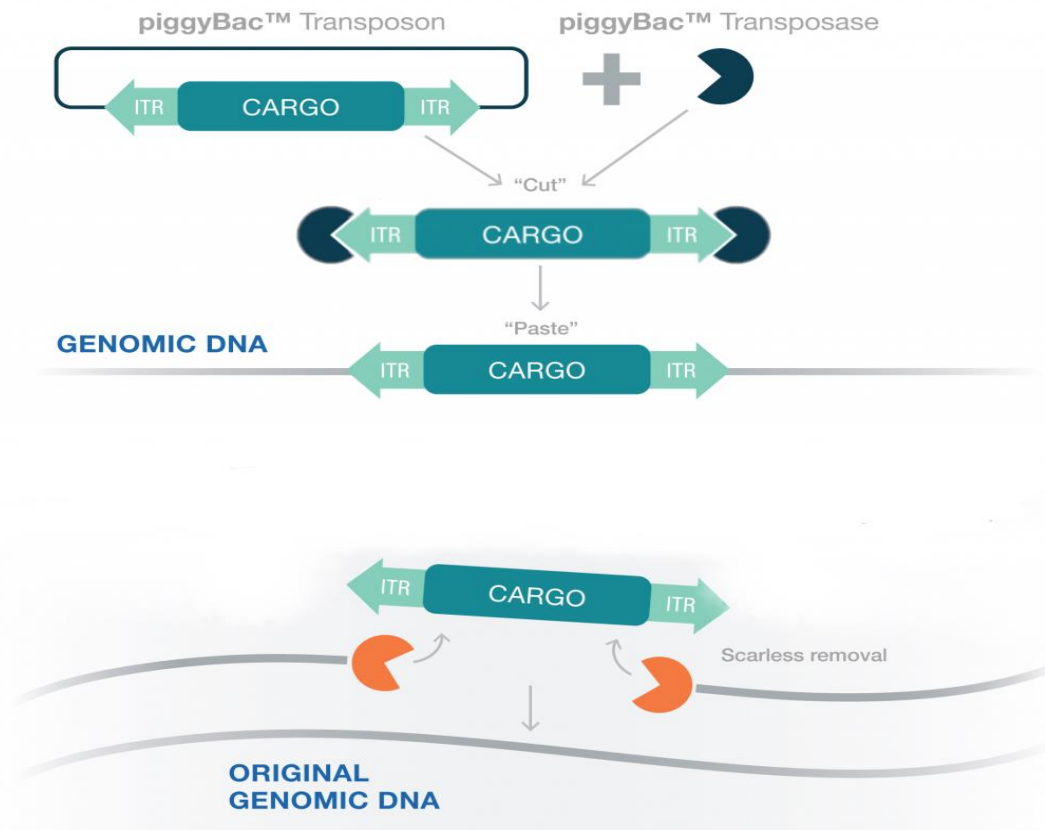 piggyBac™ Transposon
piggyBac™ Transposase
ITR CARGO ITR
“Cut”
ITR CARGO ITR
“Paste”
GENOMIC DNA
ITR CARGO ITR
ITR CARGO ITR
Scarless removal
ORIGINAL
GENOMIC DNA